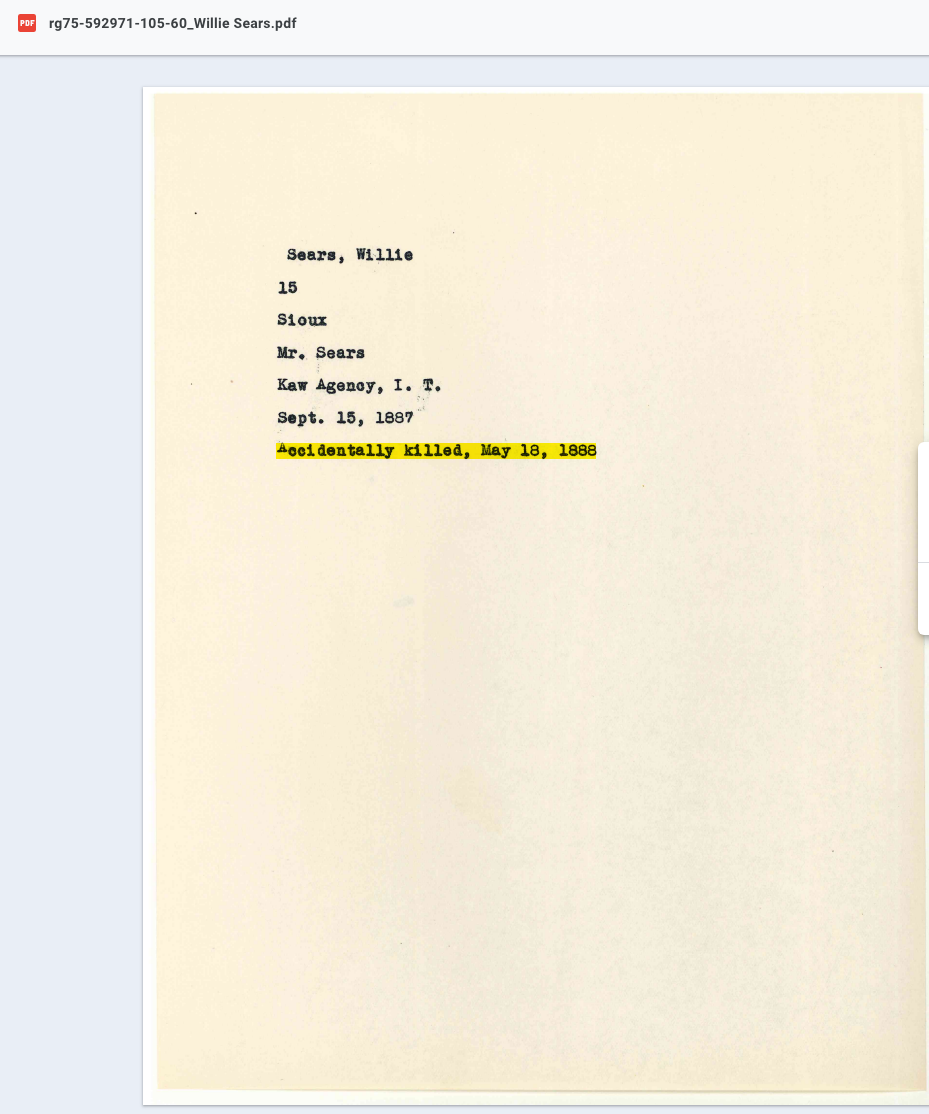 PDF rg75-592971-105-60_Willie Sears.pdf
Sears, Willie
15
Sioux
Mr. Sears
Kaw Agency, I. T.
Sept. 15, 1887
Accidentally killed, May 18, 1888